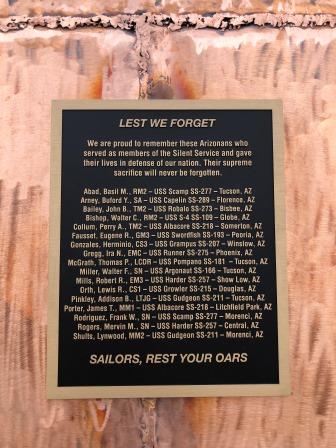 LEST WE FORGET
We are proud to remember these Arizonans who
served as members of the Silent Service and gave
their lives in defense of our nation. Their supreme
sacrifice will never be forgotten.
Abad, Basil M., RM2 – USS Scamp SS-277 – Tucson, AZ
Arney, Buford Y., SA – USS Capelin SS-289 – Florence, AZ
Bailey, John B., TM2 – USS Robalo SS-273 – Bisbee, AZ
Bishop, Walter C., RM2 – USS S-4 SS-109 – Globe, AZ
Collum, Perry A., TM2 – USS Albacore SS-218 – Somerton, AZ
Fausset, Eugene R., GM3 – USS Swordfish SS-193 – Peoria, AZ
Gonzales, Herminio, CS3 – USS Grampus SS-207 – Winslow, AZ
Gregg, Ira N., EMC – USS Runner SS-275 – Phoenix, AZ
McGrath, Thomas P., LCDR – USS Pompano SS-181 – Tucson, AZ
Miller, Walter F., SN – USS Argonaut SS-166 – Tucson, AZ
Mills, Robert R., EM3 – USS Harder SS-257 – Show Low, AZ
Orth, Lewis R., CS1 – USS Growler SS-215 – Douglas, AZ
Pinkley, Addison B., LTJG – USS Gudgeon SS-211 – Tucson, AZ
Porter, James T., MM1 – USS Albacore SS-218 – Litchfield Park, AZ
Rodriguez, Frank W., SN – USS Scamp SS-277 – Morenci, AZ
Rogers, Mervin M., SN – USS Harder SS-257 – Central, AZ
Shults, Lynwood, MM2 – USS Gudgeon SS-211 – Morenci, AZ
SAILORS, REST YOUR OARS